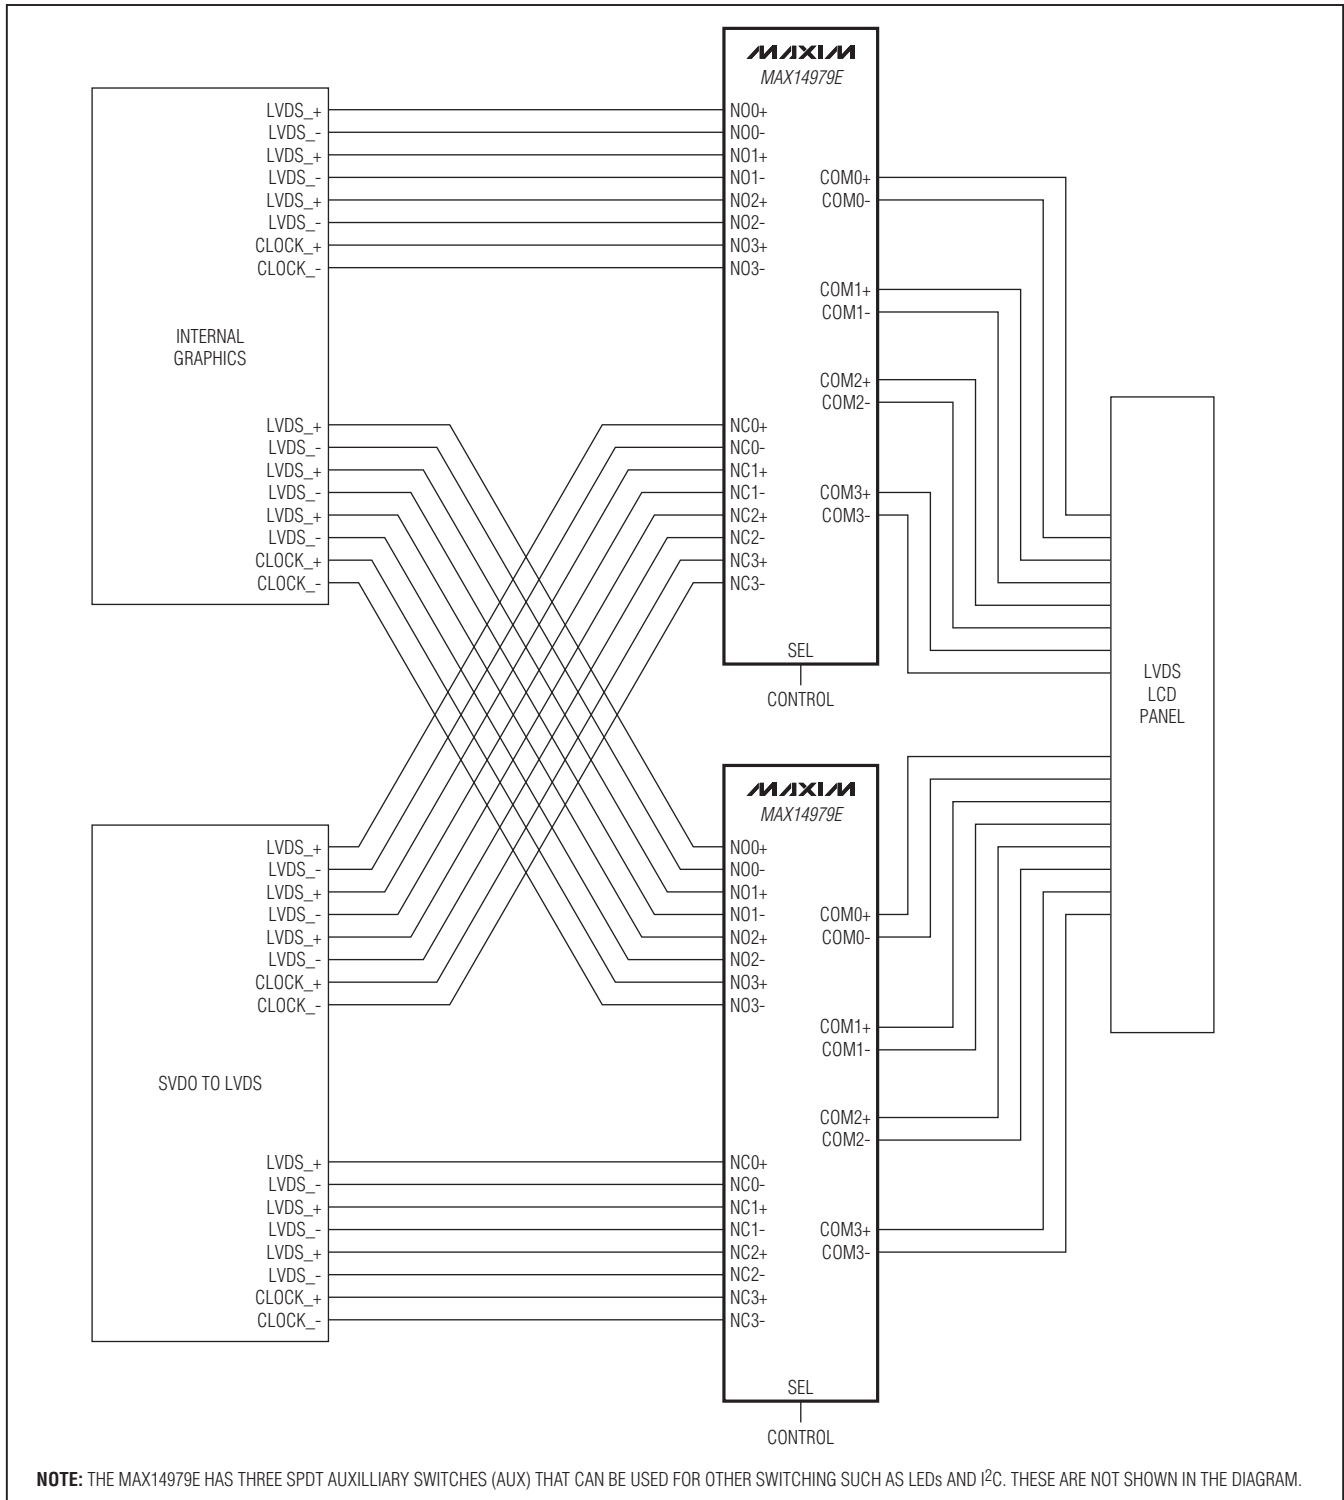 MAXIM
MAX14979E
LVDS_+
LVDS_-
LVDS_+
LVDS_-
LVDS_+
LVDS_-
CLOCK_+
CLOCK_-
INTERNAL
GRAPHICS
LVDS_+
LVDS_-
LVDS_+
LVDS_-
LVDS_+
LVDS_-
CLOCK_+
CLOCK_-
NO0+
NO0-
NO1+
NO1-
NO2+
NO2-
NO3+
NO3-
NC0+
NC0-
NC1+
NC1-
NC2+
NC2-
NC3+
NC3-
COM0+
COM0-
COM1+
COM1-
COM2+
COM2-
COM3+
COM3-
SEL
CONTROL
LVDS
LCD
PANEL
MAXIM
MAX14979E
LVDS_+
LVDS_-
LVDS_+
LVDS_-
LVDS_+
LVDS_-
CLOCK_+
CLOCK_-
SVDO TO LVDS
LVDS_+
LVDS_-
LVDS_+
LVDS_-
LVDS_+
LVDS_-
CLOCK_+
CLOCK_-
NO0+
NO0-
NO1+
NO1-
NO2+
NO2-
NO3+
NO3-
NC0+
NC0-
NC1+
NC1-
NC2+
NC2-
NC3+
NC3-
COM0+
COM0-
COM1+
COM1-
COM2+
COM2-
COM3+
COM3-
SEL
CONTROL
NOTE: THE MAX14979E HAS THREE SPDT AUXILLIARY SWITCHES (AUX) THAT CAN BE USED FOR OTHER SWITCHING SUCH AS LEDs AND I²C. THESE ARE NOT SHOWN IN THE DIAGRAM.